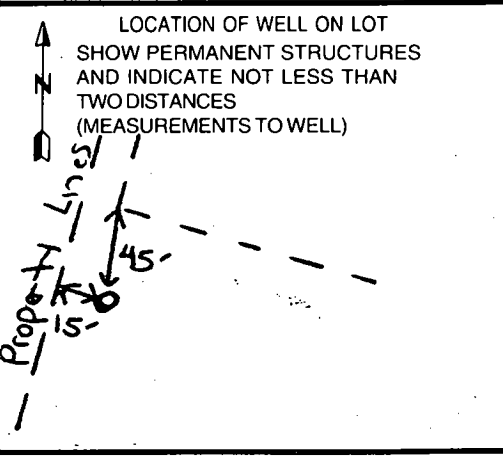 LOCATION OF WELL ON LOT
SHOW PERMANENT STRUCTURES
AND INDICATE NOT LESS THAN
TWO DISTANCES
(MEASUREMENTS TO WELL)
N
Property Lines
45'
15'